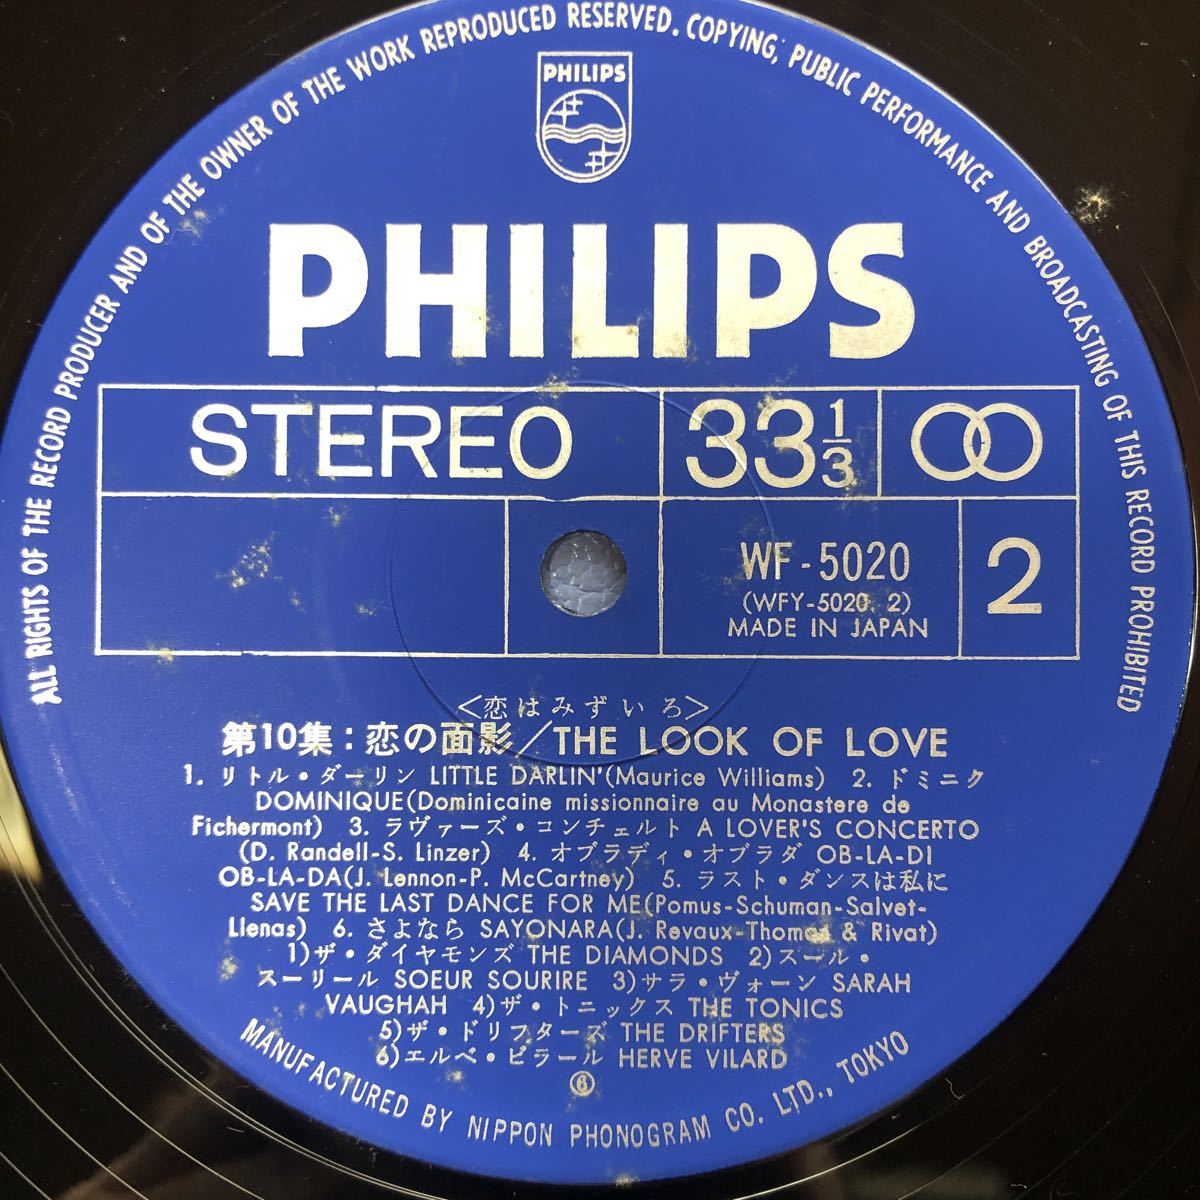 ALL RIGHTS OF THE RECORD PRODUCER AND OF THE OWNER OF THE WORK REPRODUCED RESERVED. COPYING, PUBLIC PERFORMANCE AND BROADCASTING OF THIS RECORD PROHIBITED
PHILIPS
PHILIPS
STEREO 33 1/3
WF-5020 2
(WFY-5020. 2)
MADE IN JAPAN
<恋はみずいろ>
第10集:恋の面影/THE LOOK OF LOVE
1. リトル・ダーリン LITTLE DARLIN'(Maurice Williams) 2. ドミニク
DOMINIQUE(Dominicaine missionnaire au Monastere de
Fichermont) 3. ラヴァーズ・コンチェルト A LOVER'S CONCERTO
(D. Randell-S. Linzer) 4. オブラディ・オブラダ OB-LA-DI
OB-LA-DA(J. Lennon-P. McCartney) 5. ラスト・ダンスは私に
SAVE THE LAST DANCE FOR ME(Pomus-Schuman-Salvet-
Llenas) 6. さよなら SAYONARA(J. Revaux-Thomas & Rivat)
1)ザ・ダイヤモンズ THE DIAMONDS 2)スール・
スーリール SOEUR SOURIRE 3)サラ・ヴォーン SARAH
VAUGHAH 4)ザ・トニックス THE TONICS
5)ザ・ドリフターズ THE DRIFTERS
6)エルベ・ビラール HERVE VILARD
⑥
MANUFACTURED BY NIPPON PHONOGRAM CO. LTD., TOKYO